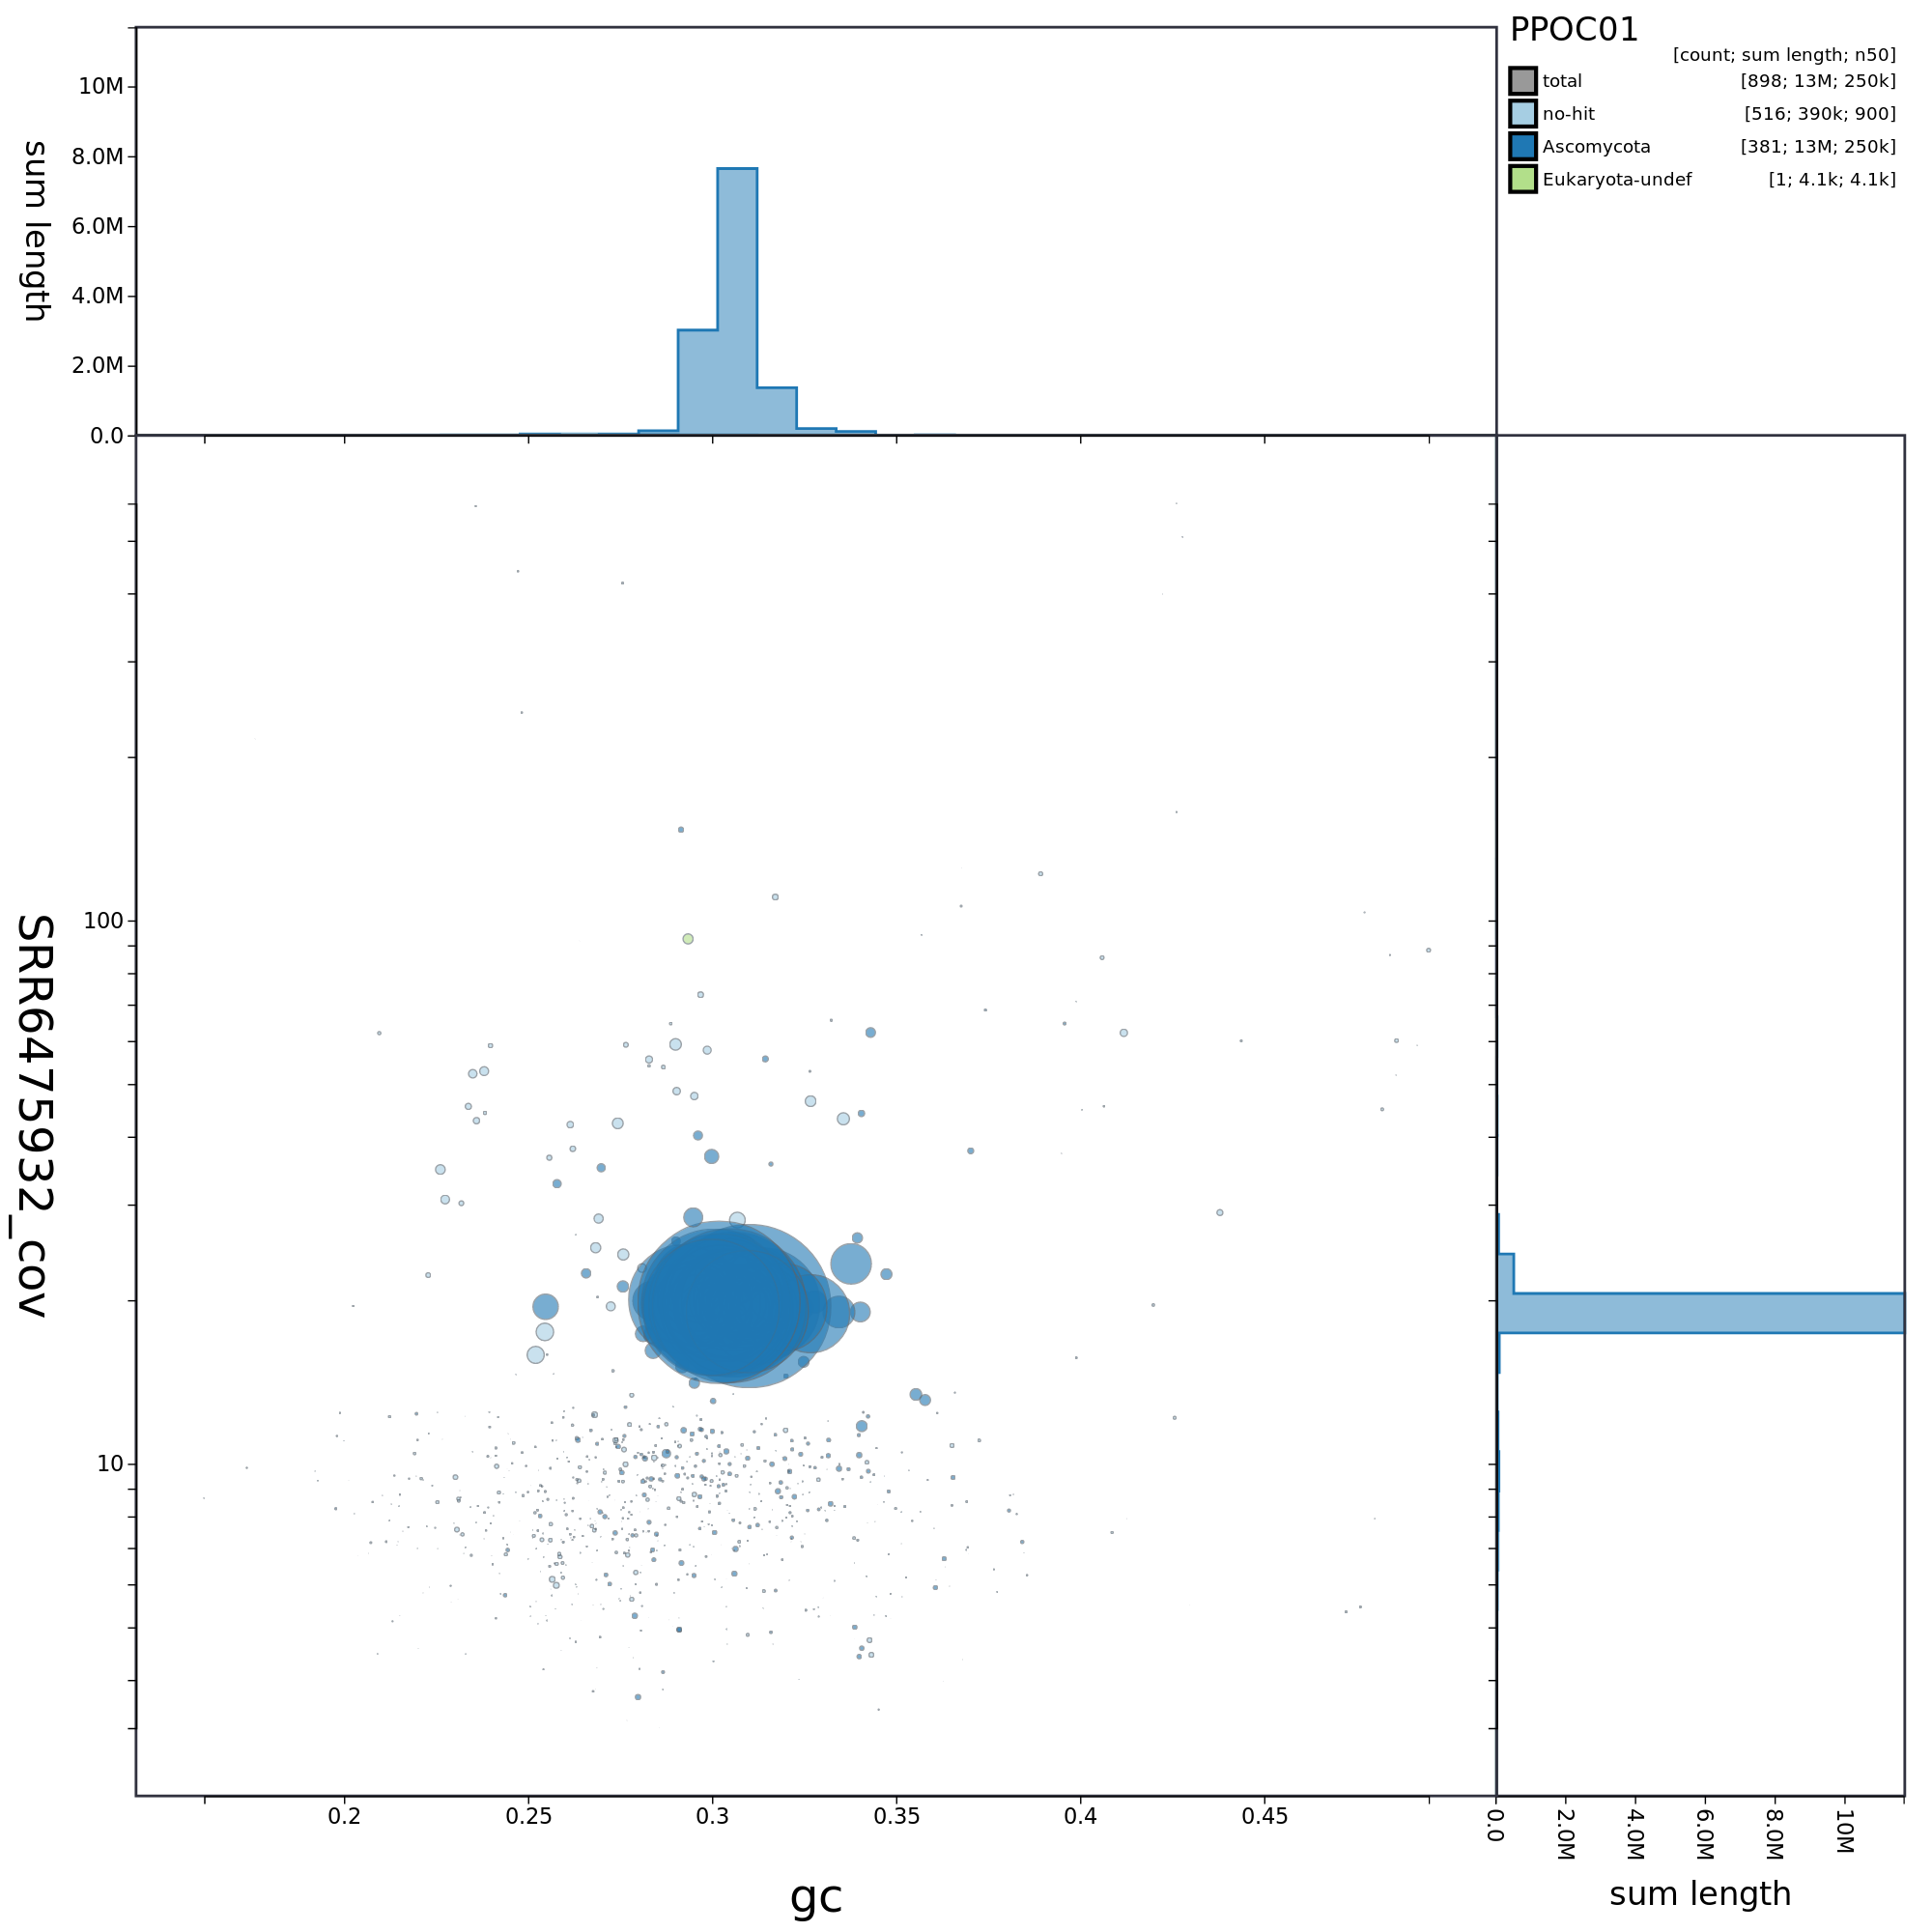 PPOC01
[count; sum length; n50]
total [898; 13M; 250k]
no-hit [516; 390k; 900]
Ascomycota [381; 13M; 250k]
Eukaryota-undef [1; 4.1k; 4.1k]
10M
8.0M
6.0M
4.0M
2.0M
0.0
sum length
100
10
SRR6475932_cov
0.2 0.25 0.3 0.35 0.4 0.45
gc
0.0 2.0M 4.0M 6.0M 8.0M 10M
sum length